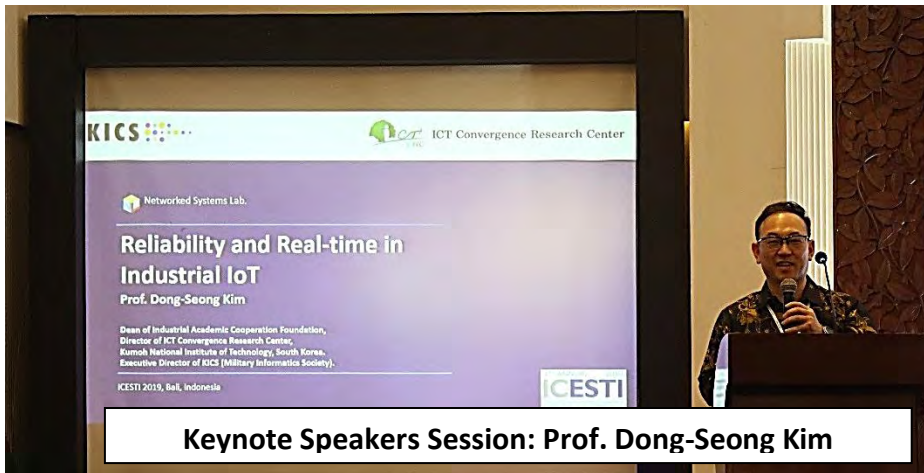 KICS
ICT Convergence Research Center
Networked Systems Lab.
Reliability and Real-time in
Industrial IoT
Prof. Dong-Seong Kim
Dean of Industrial Academic Cooperation Foundation,
Director of ICT Convergence Research Center,
Kumoh National Institute of Technology, South Korea.
Executive Director of KICS (Military Informatics Society).
ICESTI 2019, Bali, Indonesia
ICESTI
Keynote Speakers Session: Prof. Dong-Seong Kim